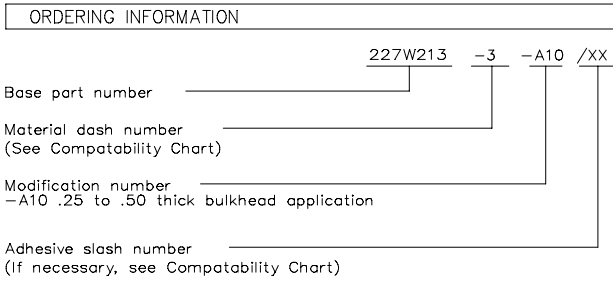 ORDERING INFORMATION
227W213 -3 -A10 /XX
Base part number
Material dash number
(See Compatability Chart)
Modification number
-A10 .25 to .50 thick bulkhead application
Adhesive slash number
(If necessary, see Compatability Chart)